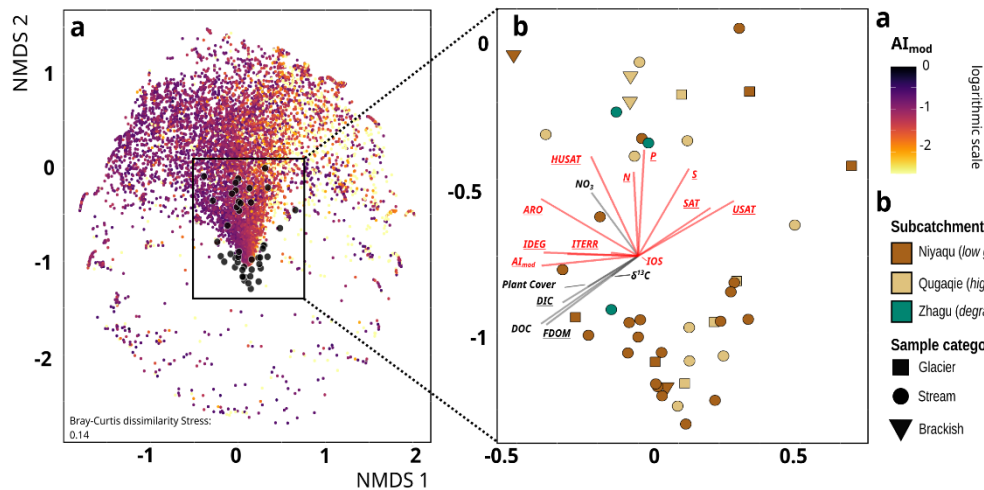 a
NMDS 2
1
0
-1
-2
Bray-Curtis dissimilarity Stress:
0.14
-1 0 1 2
NMDS 1
b
0
-0.5
-1
-0.5 0 0.5
HUSAT
P
N
S
NO3
SAT
USAT
ARO
IDEG
ITERR
IOS
AImod
δ13C
Plant Cover
DIC
DOC
FDOM
a
AImod
0
-1
-2
logarithmic scale
b
Subcatchment
Niyaqu (low g
Qugaqie (hig
Zhagu (degra
Sample catego
Glacier
Stream
Brackish